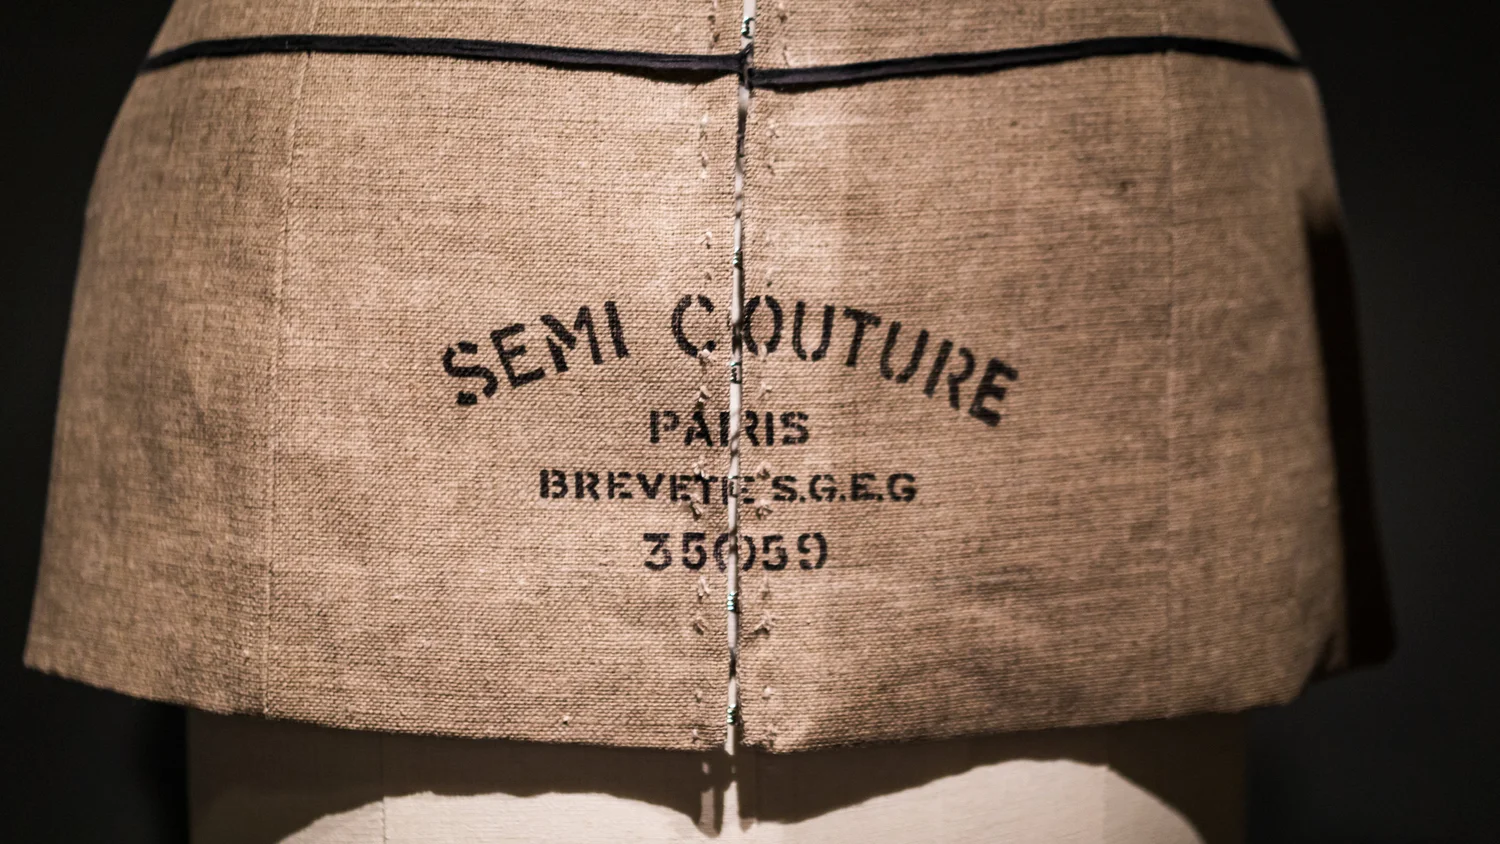 SEMI COUTURE
PARIS
BREVETE S.G.E.G
35059